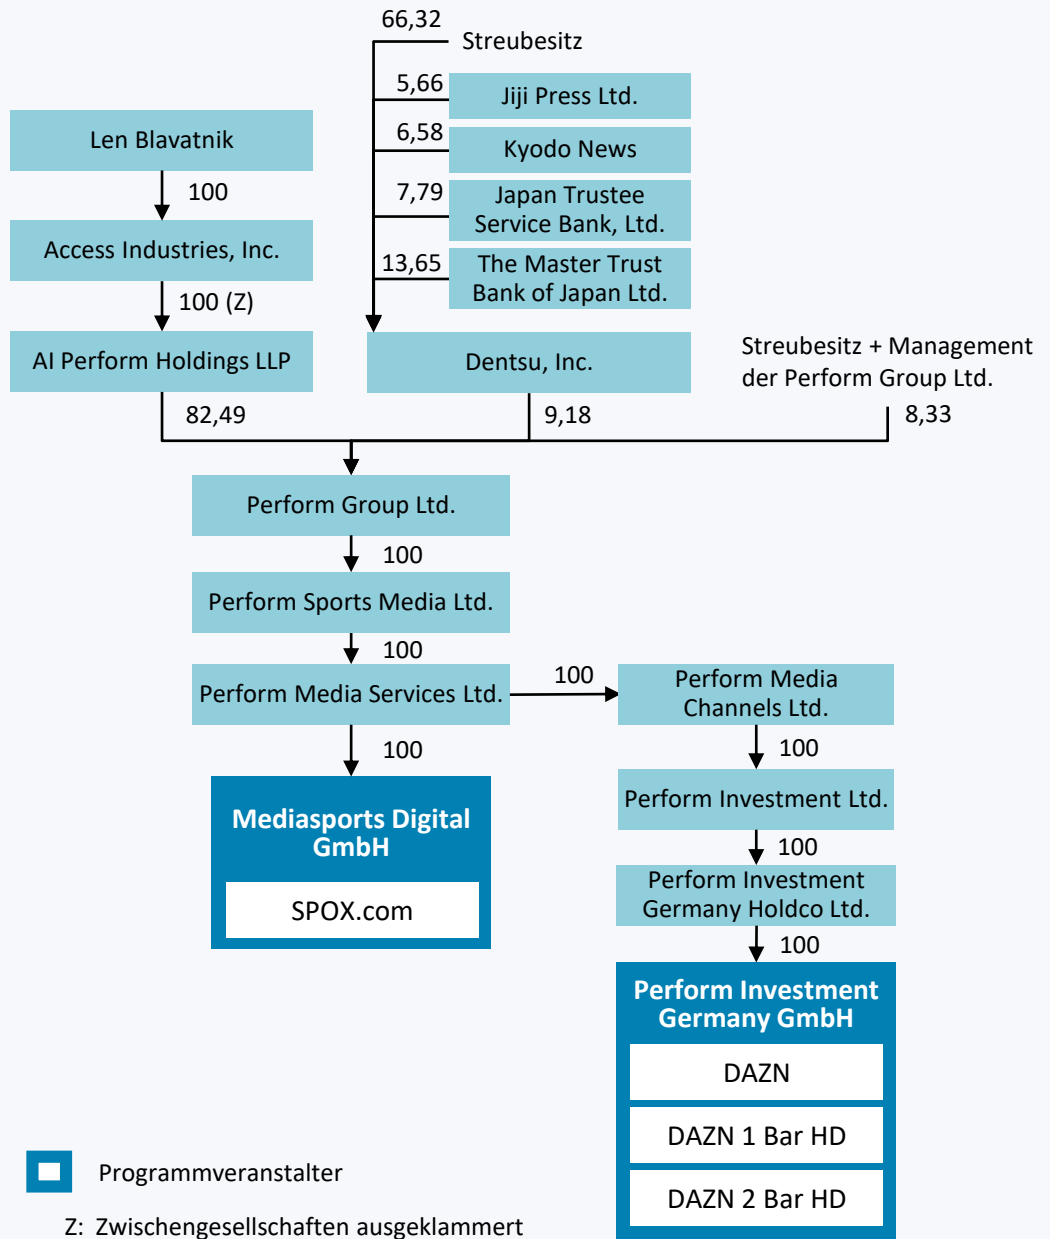 66,32
Streubesitz
5,66
Jiji Press Ltd.
6,58
Kyodo News
7,79
Japan Trustee
Service Bank, Ltd.
13,65
The Master Trust
Bank of Japan Ltd.
Len Blavatnik
100
Access Industries, Inc.
100 (Z)
AI Perform Holdings LLP
Dentsu, Inc.
Streubesitz + Management
der Perform Group Ltd.
82,49
9,18
8,33
Perform Group Ltd.
100
Perform Sports Media Ltd.
100
Perform Media Services Ltd.
100
Perform Media
Channels Ltd.
100
Mediasports Digital
GmbH
SPOX.com
100
Perform Investment Ltd.
100
Perform Investment
Germany Holdco Ltd.
100
Perform Investment
Germany GmbH
DAZN
DAZN 1 Bar HD
DAZN 2 Bar HD
Programmveranstalter
Z: Zwischengesellschaften ausgeklammert